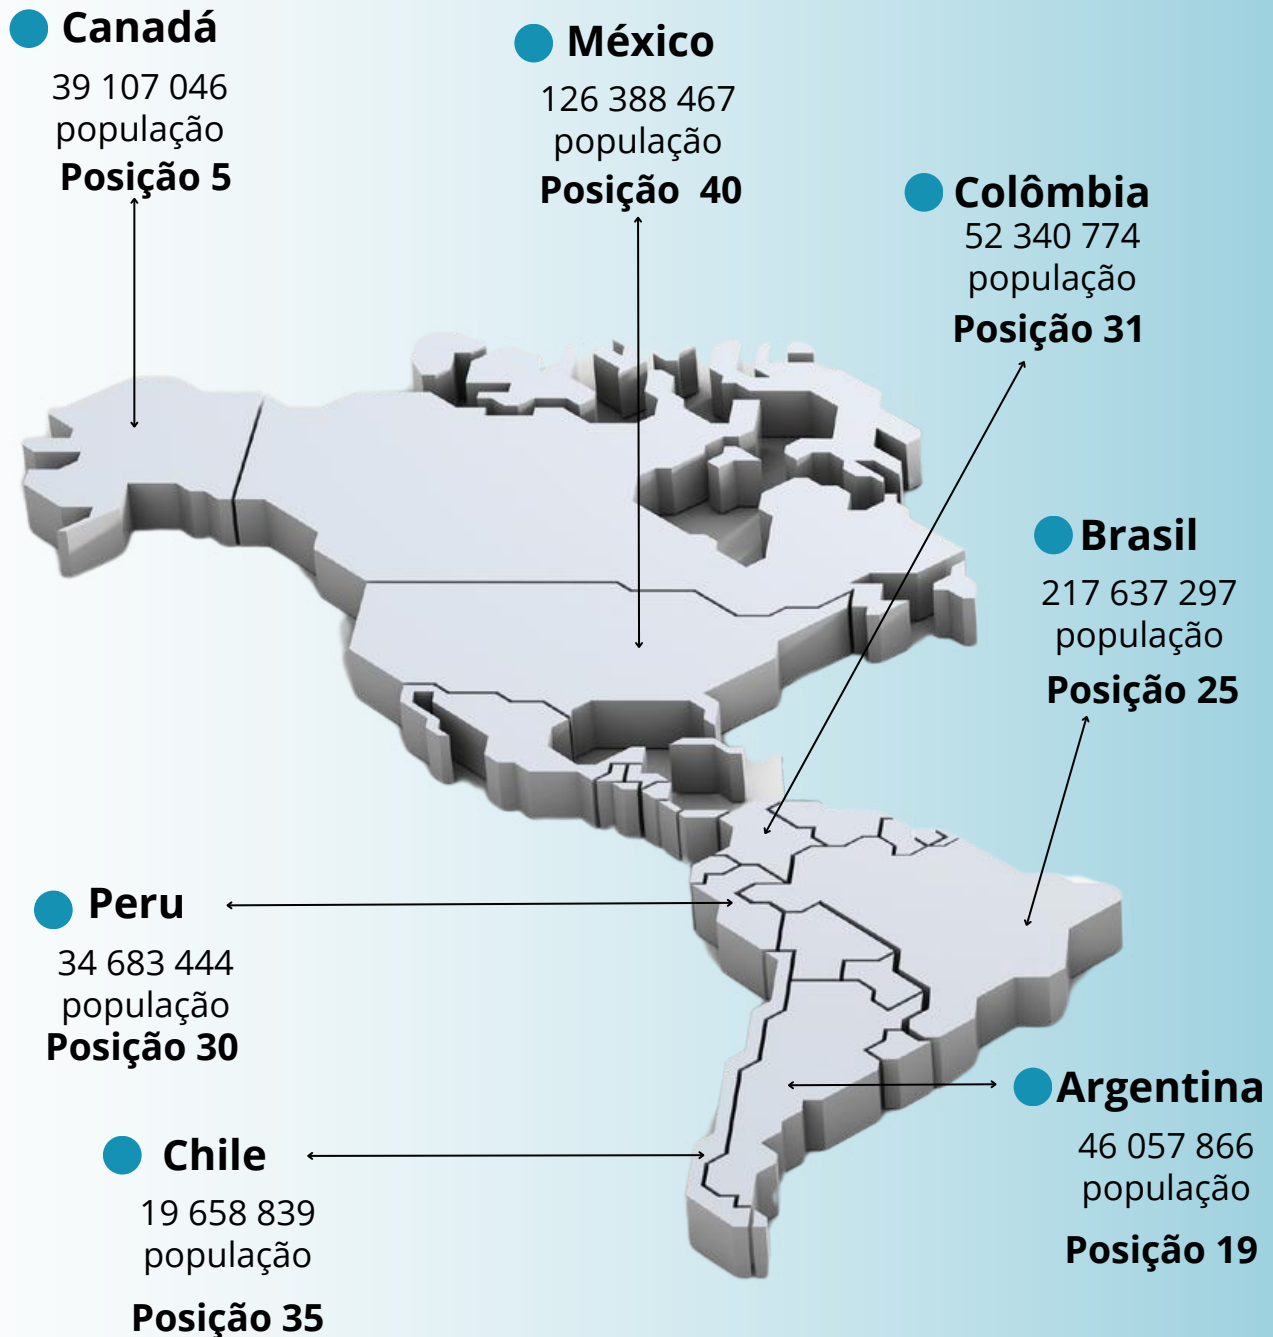 Canadá
39 107 046
população
Posição 5
México
126 388 467
população
Posição 40
Colômbia
52 340 774
população
Posição 31
Brasil
217 637 297
população
Posição 25
Peru
34 683 444
população
Posição 30
Argentina
46 057 866
população
Posição 19
Chile
19 658 839
população
Posição 35